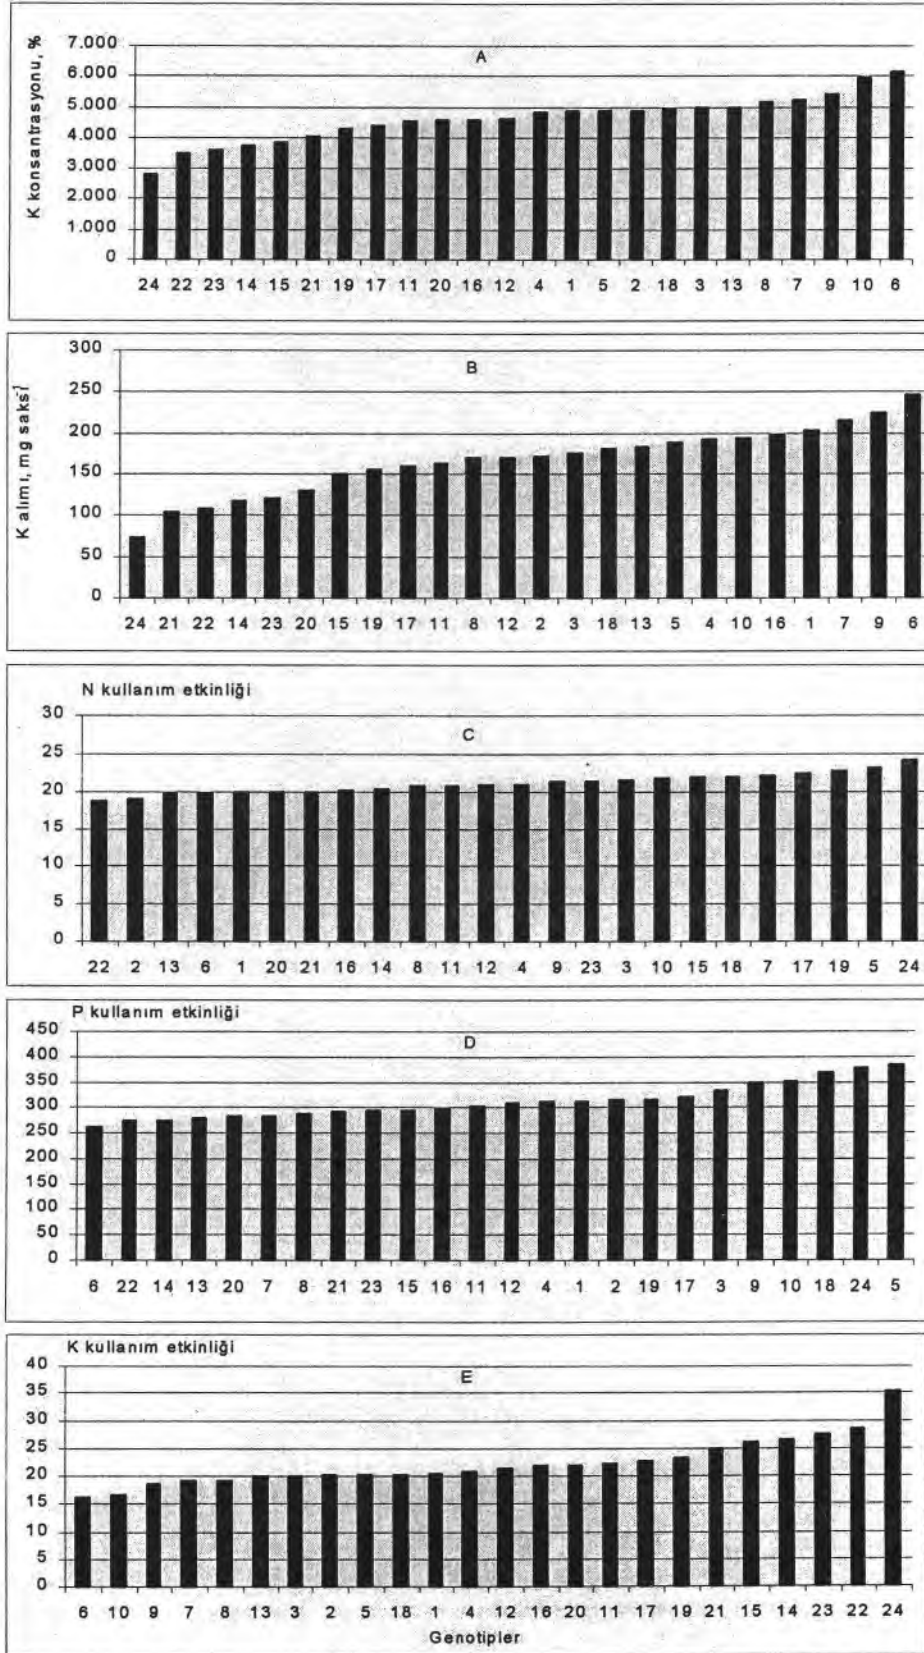 K konsantrasyonu, %
7.000
6.000
5.000
4.000
3.000
2.000
1.000
0
A
24 22 23 14 15 21 19 17 11 20 16 12 4 1 5 2 18 3 13 8 7 9 10 6
K alımı, mg saksı-1
300
250
200
150
100
50
0
B
24 21 22 14 23 20 15 19 17 11 8 12 2 3 18 13 5 4 10 16 1 7 9 6
N kullanım etkinliği
30
25
20
15
10
5
0
C
22 2 13 6 1 20 21 16 14 8 11 12 4 9 23 3 10 15 18 7 17 19 5 24
P kullanım etkinliği
450
400
350
300
250
200
150
100
50
0
D
6 22 14 13 20 7 8 21 23 15 16 11 12 4 1 2 19 17 3 9 10 18 24 5
K kullanım etkinliği
40
35
30
25
20
15
10
5
0
E
6 10 9 7 8 13 3 2 5 18 1 4 12 16 20 11 17 19 21 15 14 23 22 24
Genotipler